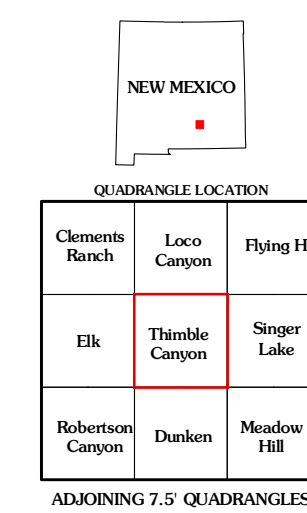 NEW MEXICO
QUADRANGLE LOCATION
Clements
Ranch
Loco
Canyon
Flying H
Elk
Thimble
Canyon
Singer
Lake
Robertson
Canyon
Dunken
Meadow
Hill
ADJOINING 7.5' QUADRANGLES